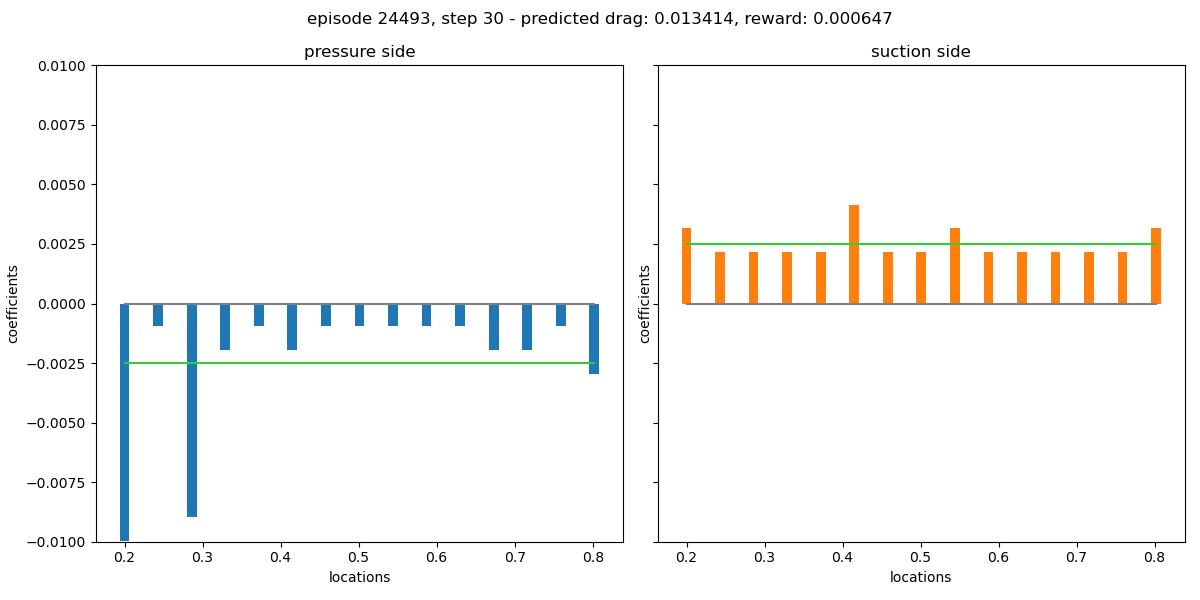 episode 24493, step 30 - predicted drag: 0.013414, reward: 0.000647
pressure side
suction side
0.0100
0.0075
0.0050
0.0025
0.0000
−0.0025
−0.0050
−0.0075
−0.0100
coefficients
coefficients
0.2 0.3 0.4 0.5 0.6 0.7 0.8
0.2 0.3 0.4 0.5 0.6 0.7 0.8
locations
locations